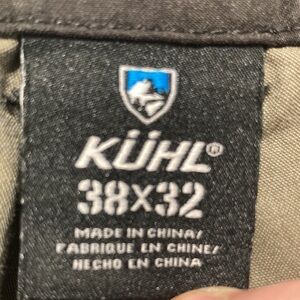 KÜHL®
38X32
MADE IN CHINA/
FABRIQUE EN CHINE/
HECHO EN CHINA